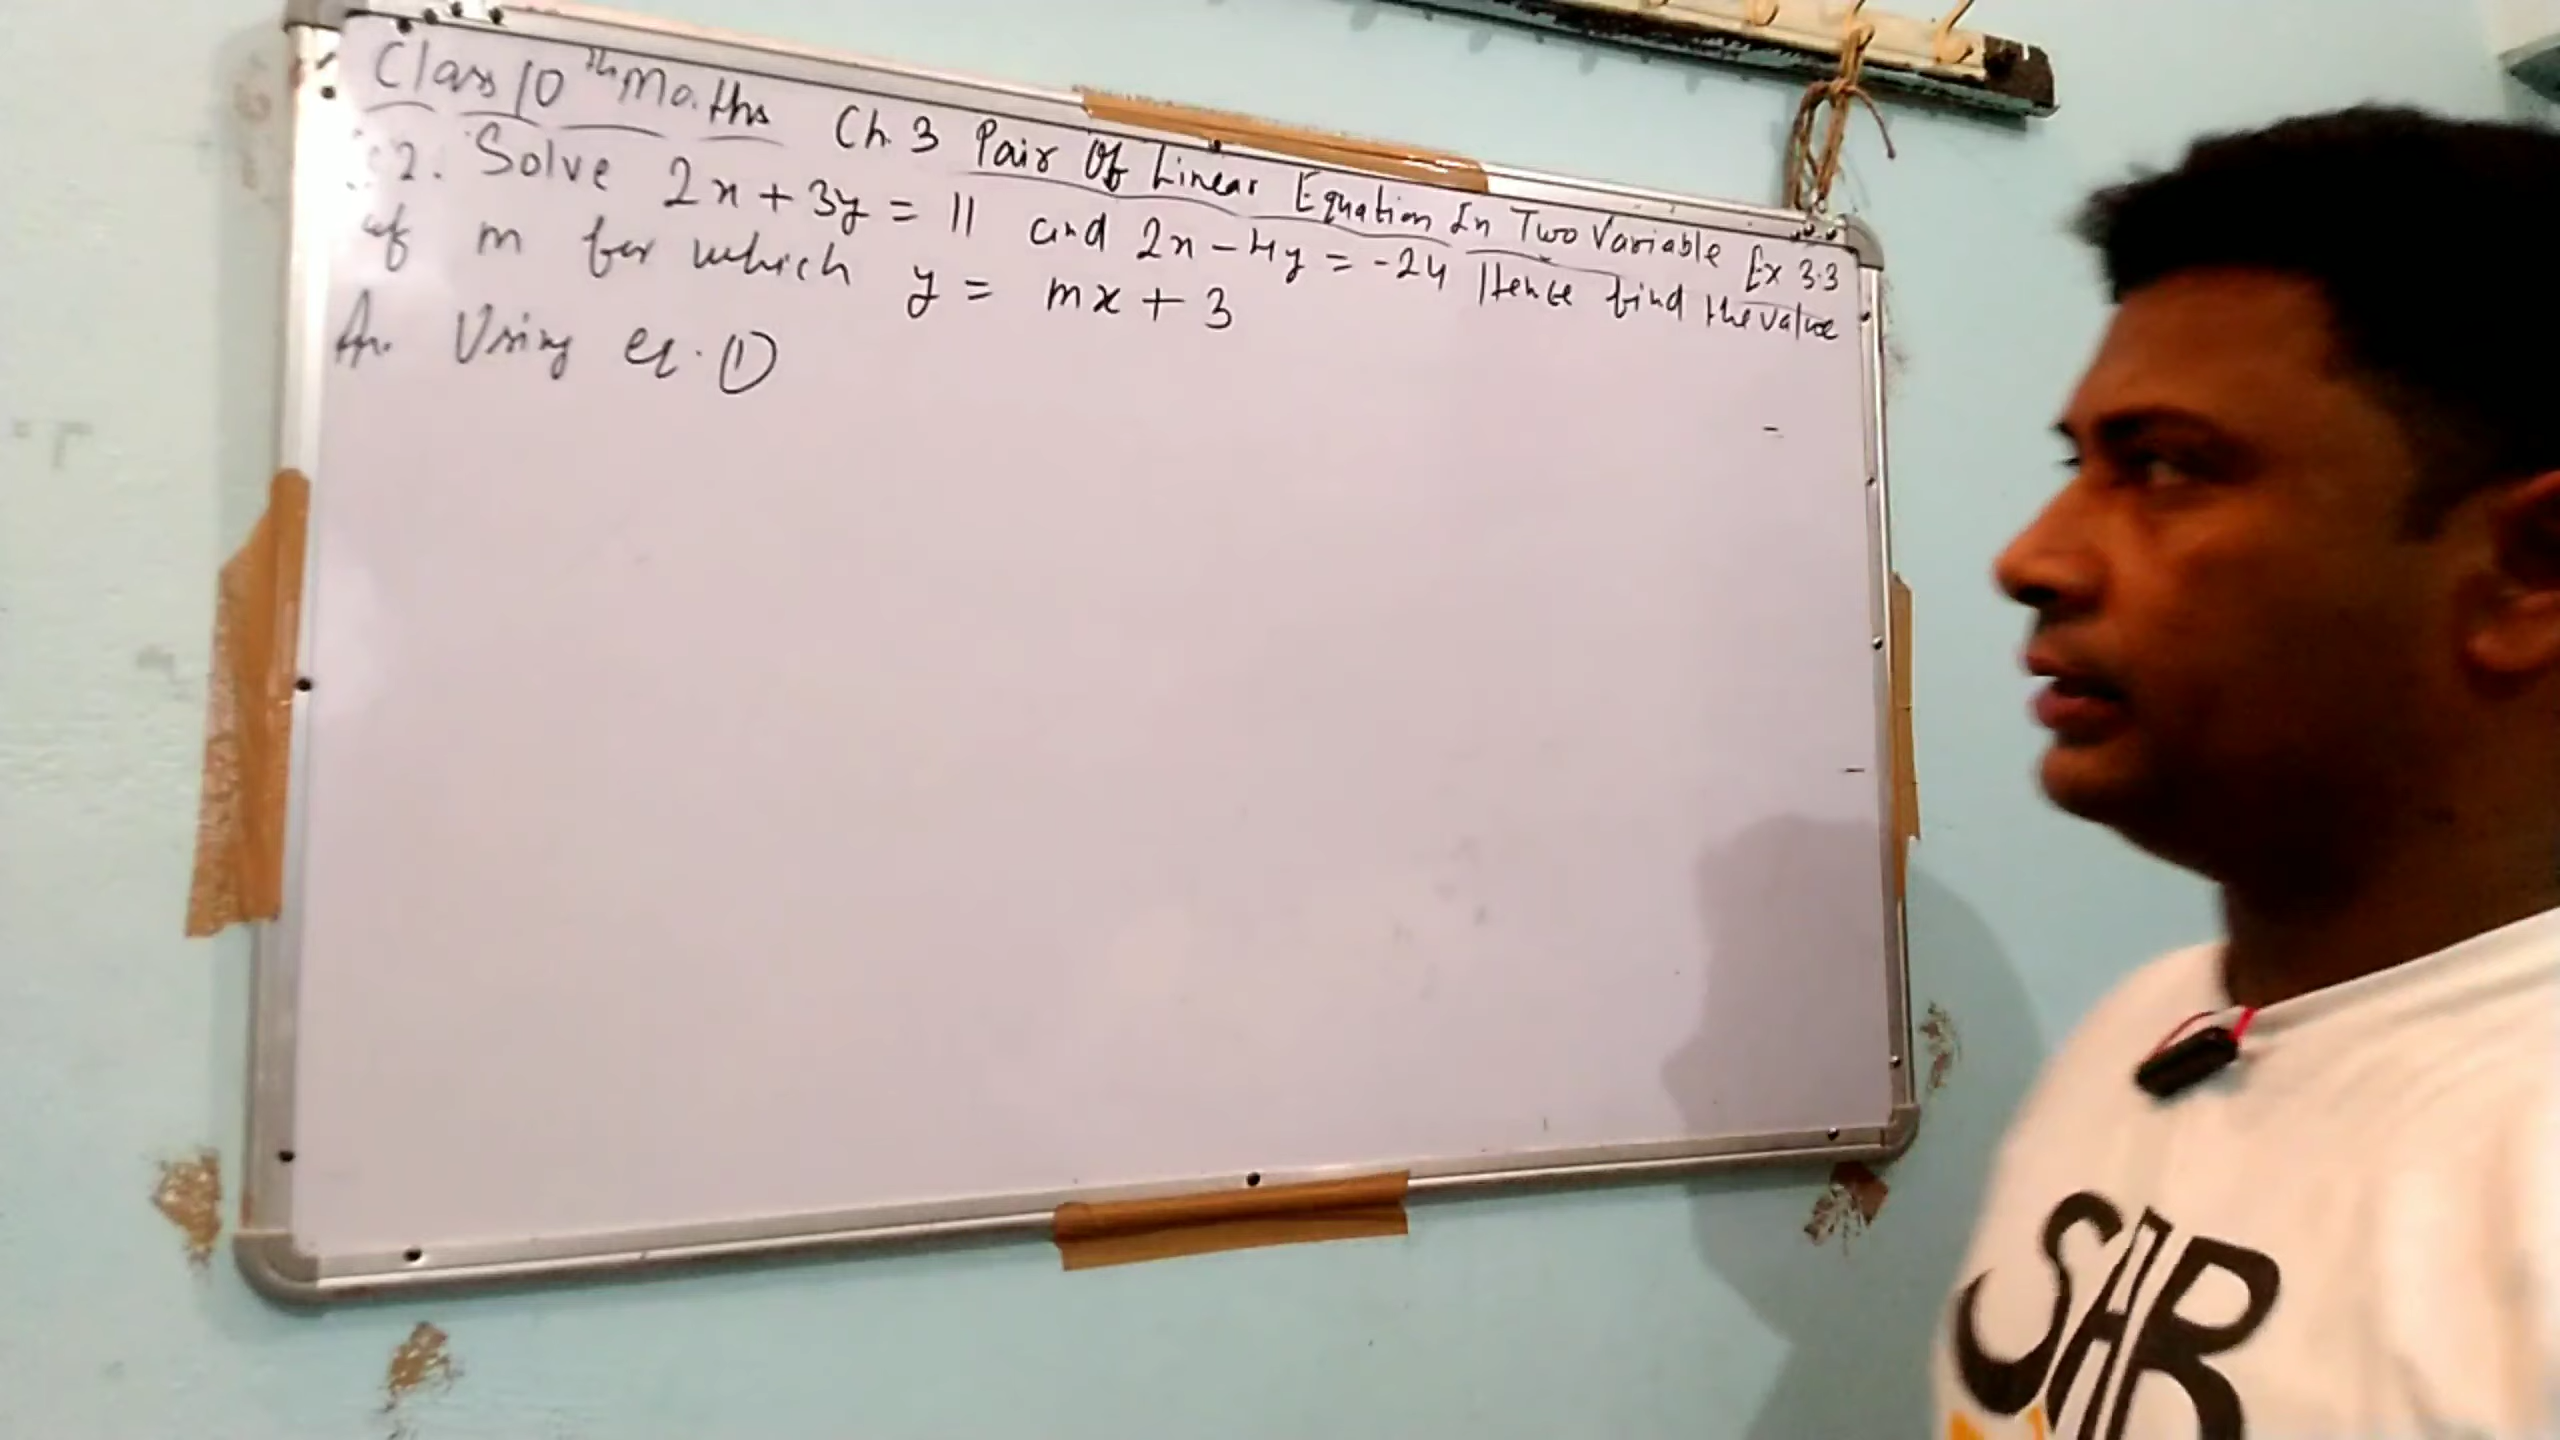 Class 10th Maths Ch. 3 Pair Of Linear Equation In Two Variable Ex 3.3
2. Solve 2x + 3y = 11 and 2x - 4y = -24 Hence find the value
of m for which y = mx + 3
An. Using eq. ①
SAR